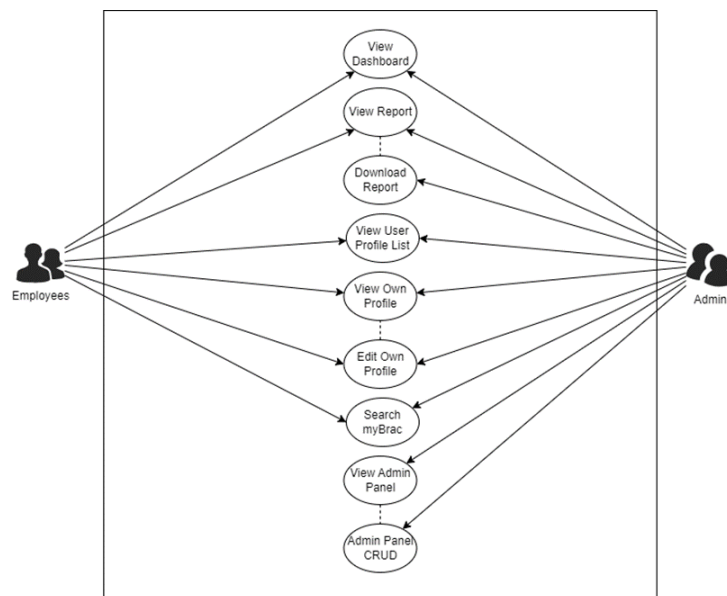 View
Dashboard
View Report
Download
Report
View User
Profile List
Employees
View Own
Profile
Admin
Edit Own
Profile
Search
myBrac
View Admin
Panel
Admin Panel
CRUD